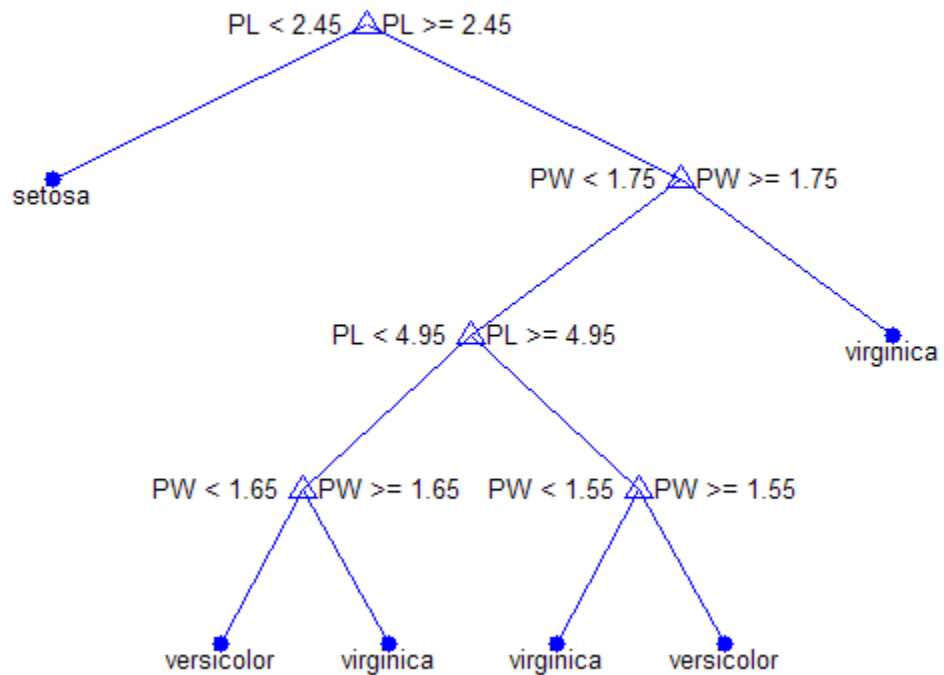 PL < 2.45 PL >= 2.45
setosa
PW < 1.75 PW >= 1.75
PL < 4.95 PL >= 4.95
virginica
PW < 1.65 PW >= 1.65 PW < 1.55 PW >= 1.55
versicolor virginica virginica versicolor